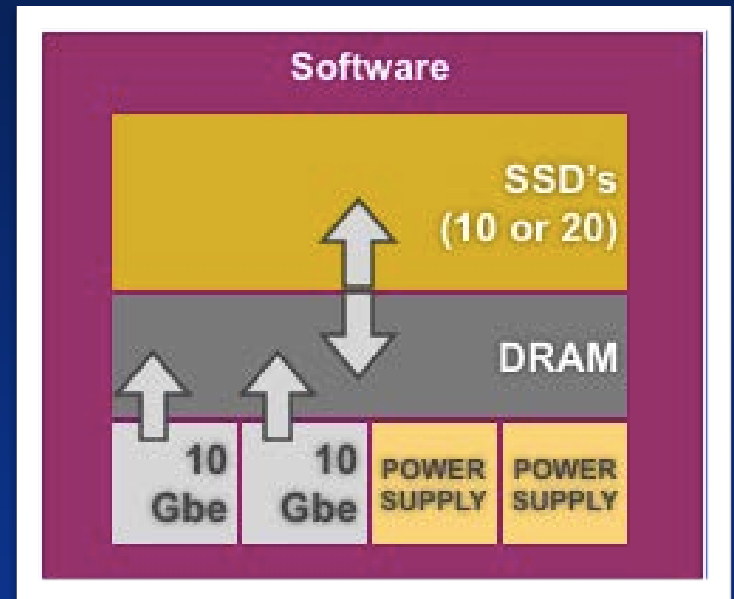 Software
SSD's
(10 or 20)
DRAM
10
Gbe
10
Gbe
POWER
SUPPLY
POWER
SUPPLY